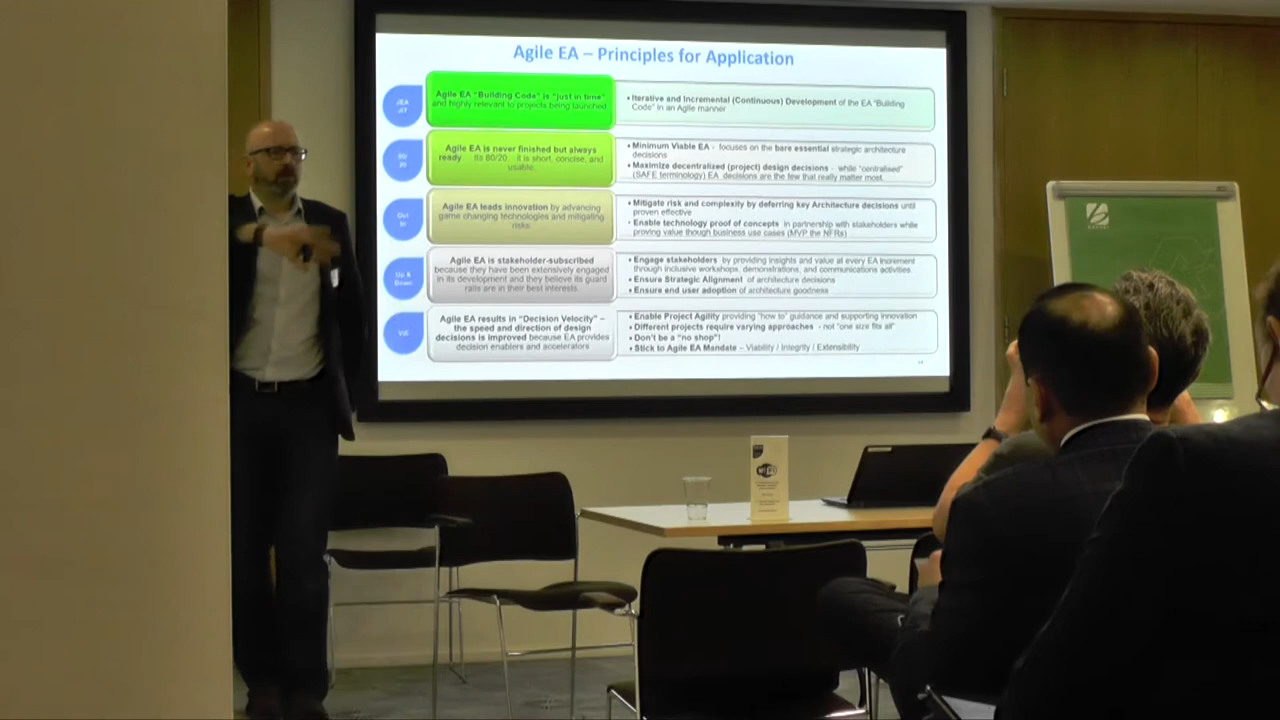 Agile EA – Principles for Application
Agile EA "Building Code" is "just in time"
and highly relevant to projects being launched
• Iterative and Incremental (Continuous) Development of the EA "Building
Code" in an Agile manner
80/
20
Agile EA is never finished but always
ready its 80/20 it is short, concise, and
usable.
• Minimum Viable EA - focuses on the bare essential strategic architecture
decisions
• Maximize decentralized (project) design decisions - while "centralised"
(SAFE terminology) EA decisions are the few that really matter most.
Out
In
Agile EA leads innovation by advancing
game changing technologies and mitigating
risks.
• Mitigate risk and complexity by deferring key Architecture decisions until
proven effective
• Enable technology proof of concepts in partnership with stakeholders while
proving value though business use cases (MVP the NFRs)
Up &
Down
Agile EA is stakeholder-subscribed
because they have been extensively engaged
in its development and they believe its guard
rails are in their best interests.
• Engage stakeholders by providing insights and value at every EA increment
through inclusive workshops, demonstrations, and communications activities.
• Ensure Strategic Alignment of architecture decisions
• Ensure end user adoption of architecture goodness
V/E
Agile EA results in "Decision Velocity" –
the speed and direction of design
decisions is improved because EA provides
decision enablers and accelerators
• Enable Project Agility providing "how to" guidance and supporting innovation
• Different projects require varying approaches - not "one size fits all"
• Don't be a "no shop"!
• Stick to Agile EA Mandate – Viability / Integrity / Extensibility
Wi Fi